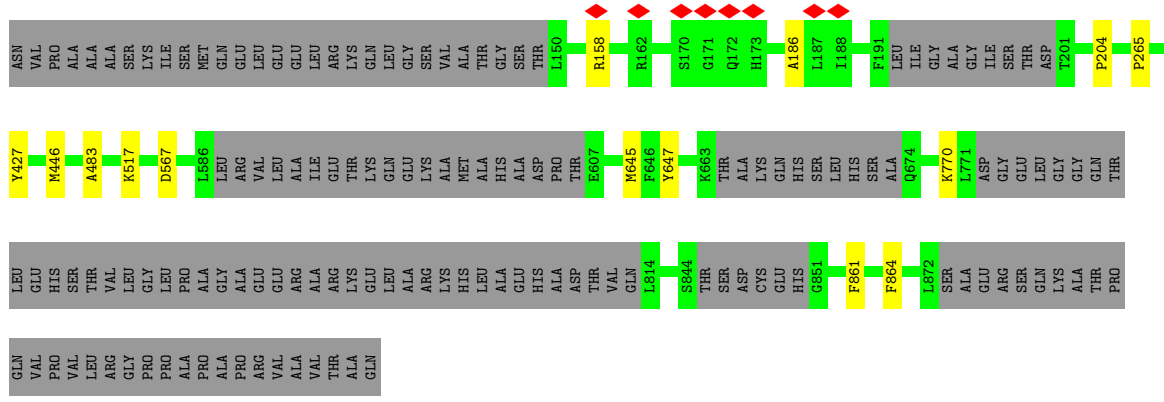 ASN VAL PRO ALA ALA ALA SER LYS ILE SER MET GLN GLU LEU GLU GLU LEU ARG LYS GLN LEU GLY SER VAL ALA THR GLY SER THR L150 R158 R162 S170 G171 Q172 H173 A186 L187 I188 F191 LEU ILE GLY ALA GLY ILE SER THR ASP T201 P204 P265
Y427 M446 A483 K517 D567 L586 LEU ARG VAL LEU ALA ILE GLU THR LYS GLN GLU LYS ALA MET ALA HIS ALA ASP PRO THR E607 M645 F646 Y647 K663 THR ALA LYS GLN HIS SER LEU HIS SER ALA Q674 K770 L771 ASP GLY GLU LEU GLY GLY GLN THR
LEU GLU HIS SER THR VAL LEU GLY LEU PRO ALA GLY ALA GLU GLU ARG ALA ARG LYS GLU LEU ALA ARG LYS HIS LEU ALA GLU HIS ALA ASP THR VAL GLN L814 S844 THR SER ASP CYS GLU HIS G851 F861 F864 L872 SER ALA GLU ARG SER GLN LYS ALA THR PRO
GLN VAL PRO VAL LEU ARG GLY PRO PRO ALA PRO ALA PRO ARG VAL ALA VAL THR ALA GLN